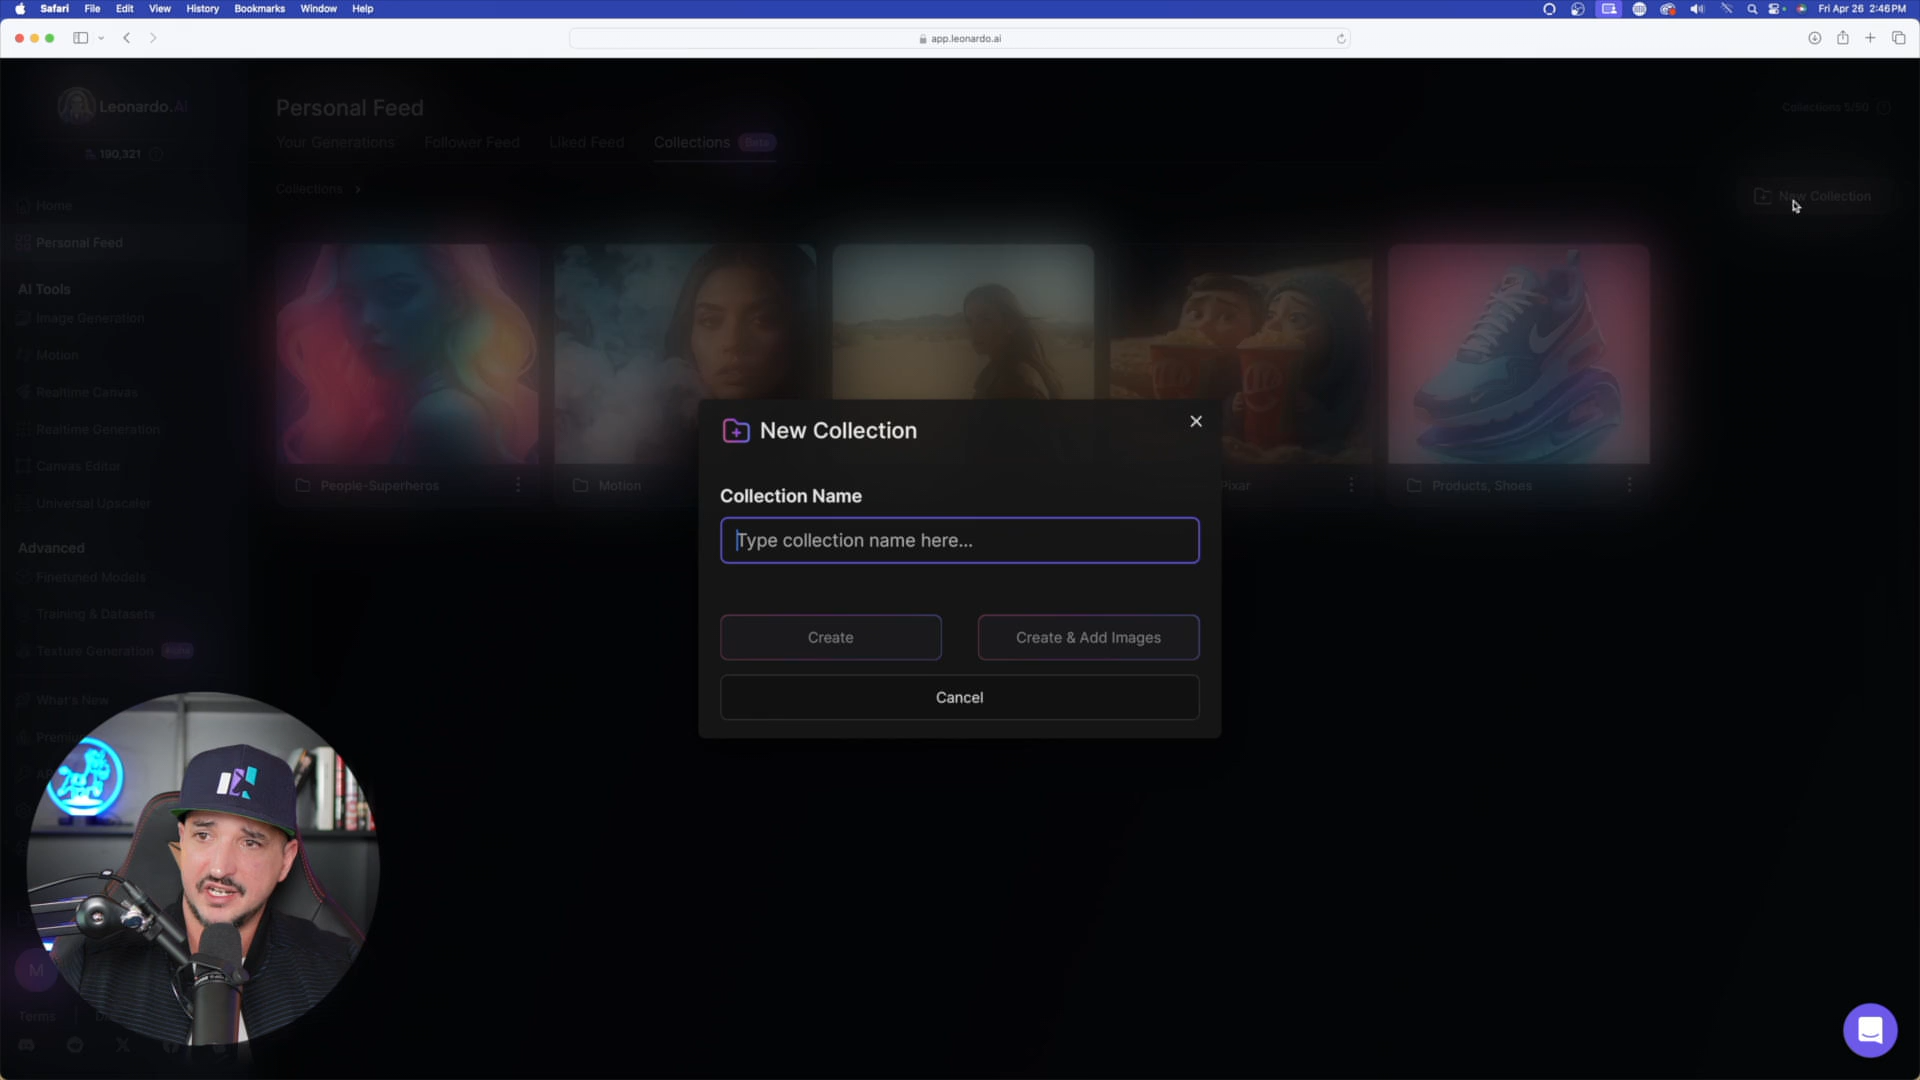 Safari File Edit View History Bookmarks Window Help
Fri Apr 26 2:46PM
app.leonardo.ai
Leonardo.AI
190,321
Home
Personal Feed
AI Tools
Image Generation
Motion
Realtime Canvas
Realtime Generation
Canvas Editor
Universal Upscaler
Advanced
Finetuned Models
Training & Datasets
Texture Generation
What's New
M
Terms
Personal Feed
Collections 5/50
Your Generations Follower Feed Liked Feed Collections Beta
Collections
New Collection
People-Superheros
Motion
Pixar
Products, Shoes
New Collection
Collection Name
Type collection name here...
Create
Create & Add Images
Cancel